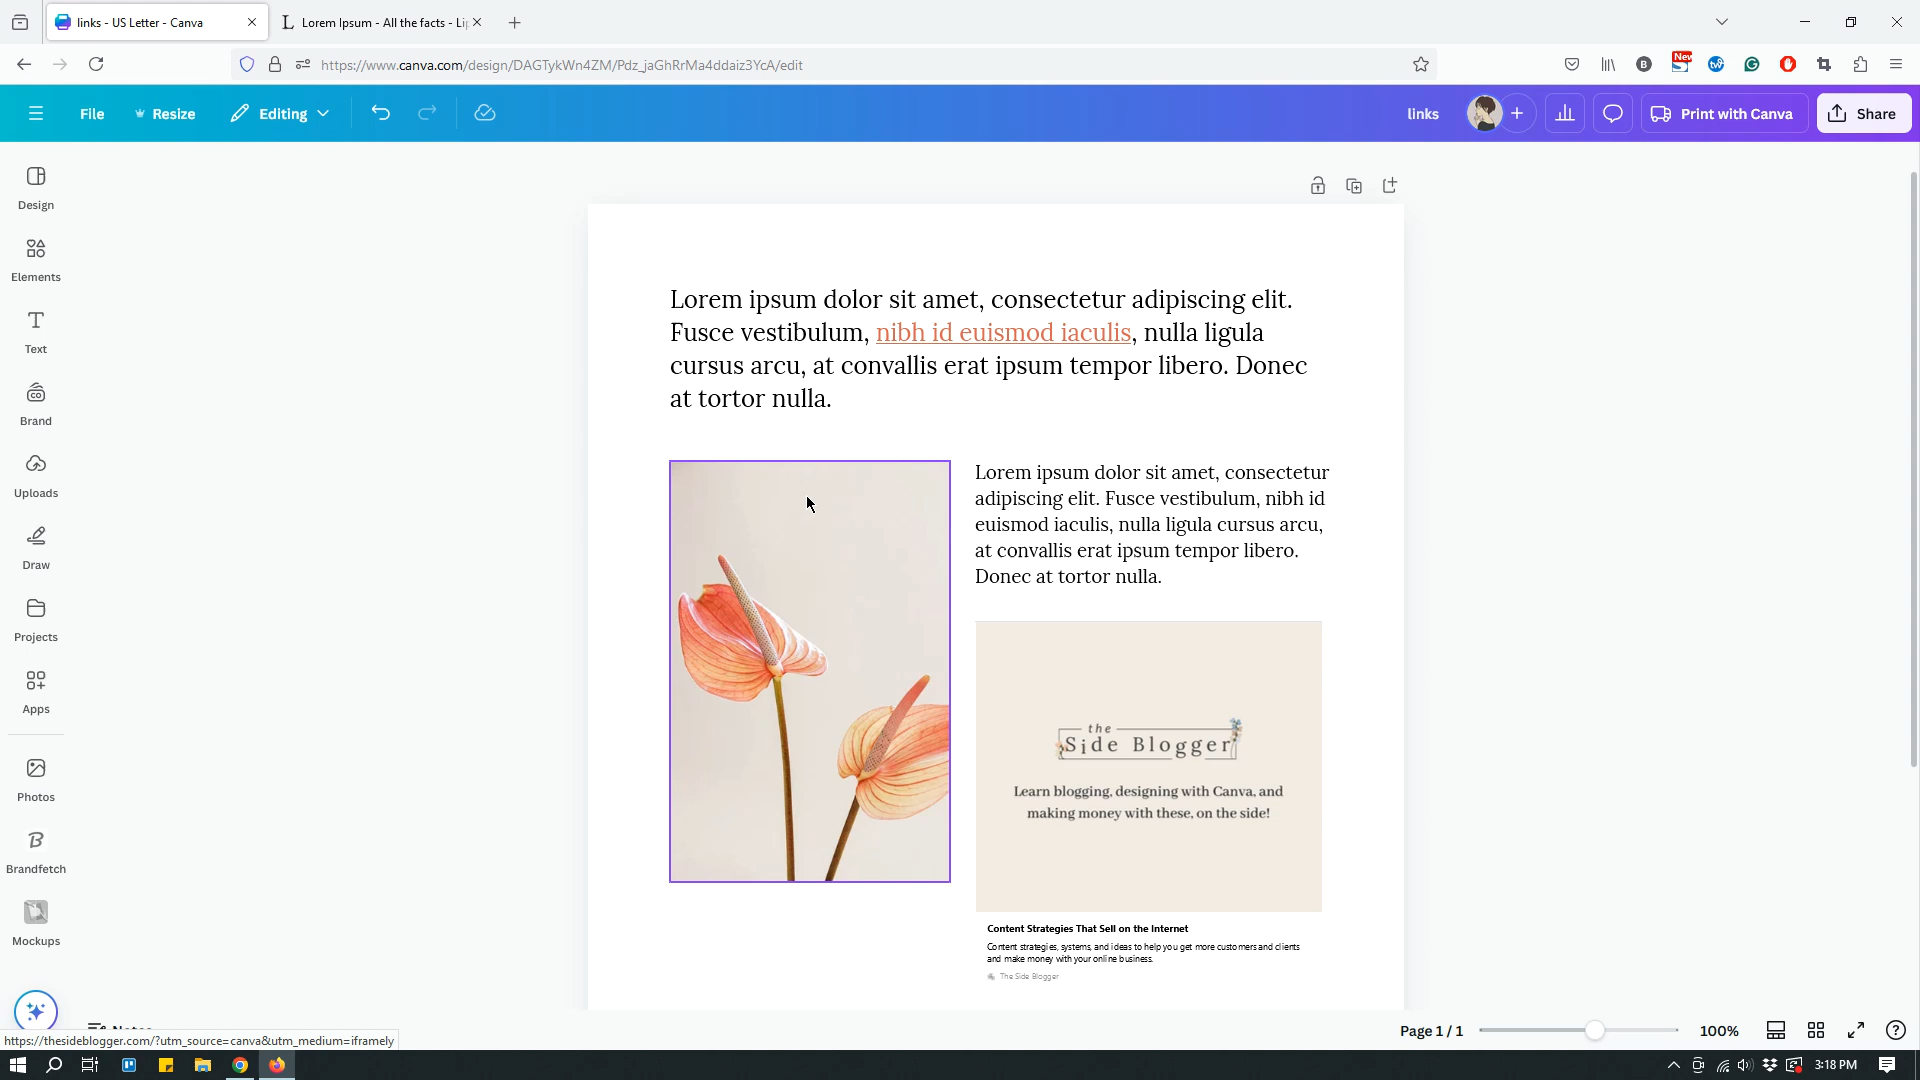 links - US Letter - Canva
Lorem Ipsum - All the facts - Li
https://www.canva.com/design/DAGTykWn4ZM/Pdz_jaGhRrMa4ddaiz3YcA/edit
New
File
Resize
Editing
links
Print with Canva
Share
Design
Elements
Text
Brand
Uploads
Draw
Projects
Apps
Photos
Brandfetch
Mockups
Lorem ipsum dolor sit amet, consectetur adipiscing elit.
Fusce vestibulum, nibh id euismod iaculis, nulla ligula
cursus arcu, at convallis erat ipsum tempor libero. Donec
at tortor nulla.
Lorem ipsum dolor sit amet, consectetur
adipiscing elit. Fusce vestibulum, nibh id
euismod iaculis, nulla ligula cursus arcu,
at convallis erat ipsum tempor libero.
Donec at tortor nulla.
the
Side Blogger
Learn blogging, designing with Canva, and
making money with these, on the side!
Content Strategies That Sell on the Internet
Content strategies, systems, and ideas to help you get more customers and clients
and make money with your online business.
The Side Blogger
Notes
Page 1 / 1
100%
https://thesideblogger.com/?utm_source=canva&utm_medium=iframely
3:18 PM